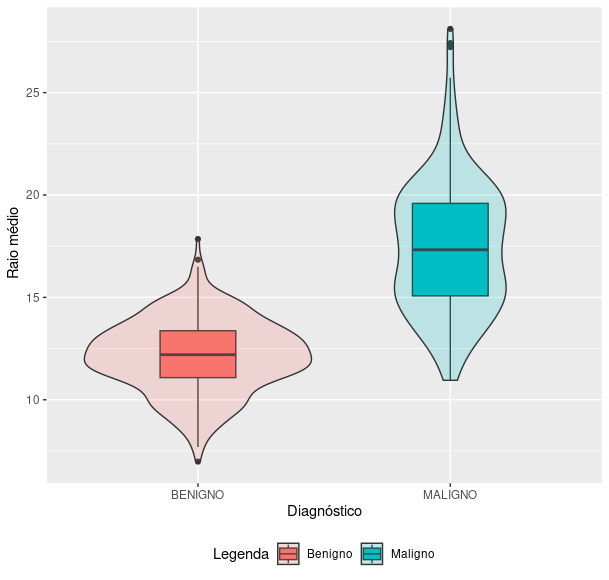 Raio médio
25
20
15
10
BENIGNO
MALIGNO
Diagnóstico
Legenda
Benigno
Maligno